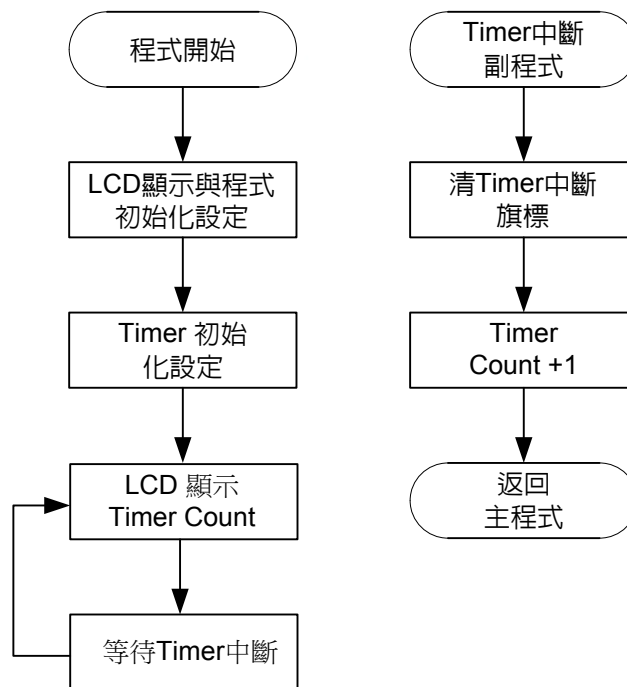 程式開始
LCD顯示與程式
初始化設定
Timer 初始
化設定
LCD 顯示
Timer Count
等待Timer中斷
Timer中斷
副程式
清Timer中斷
旗標
Timer
Count +1
返回
主程式